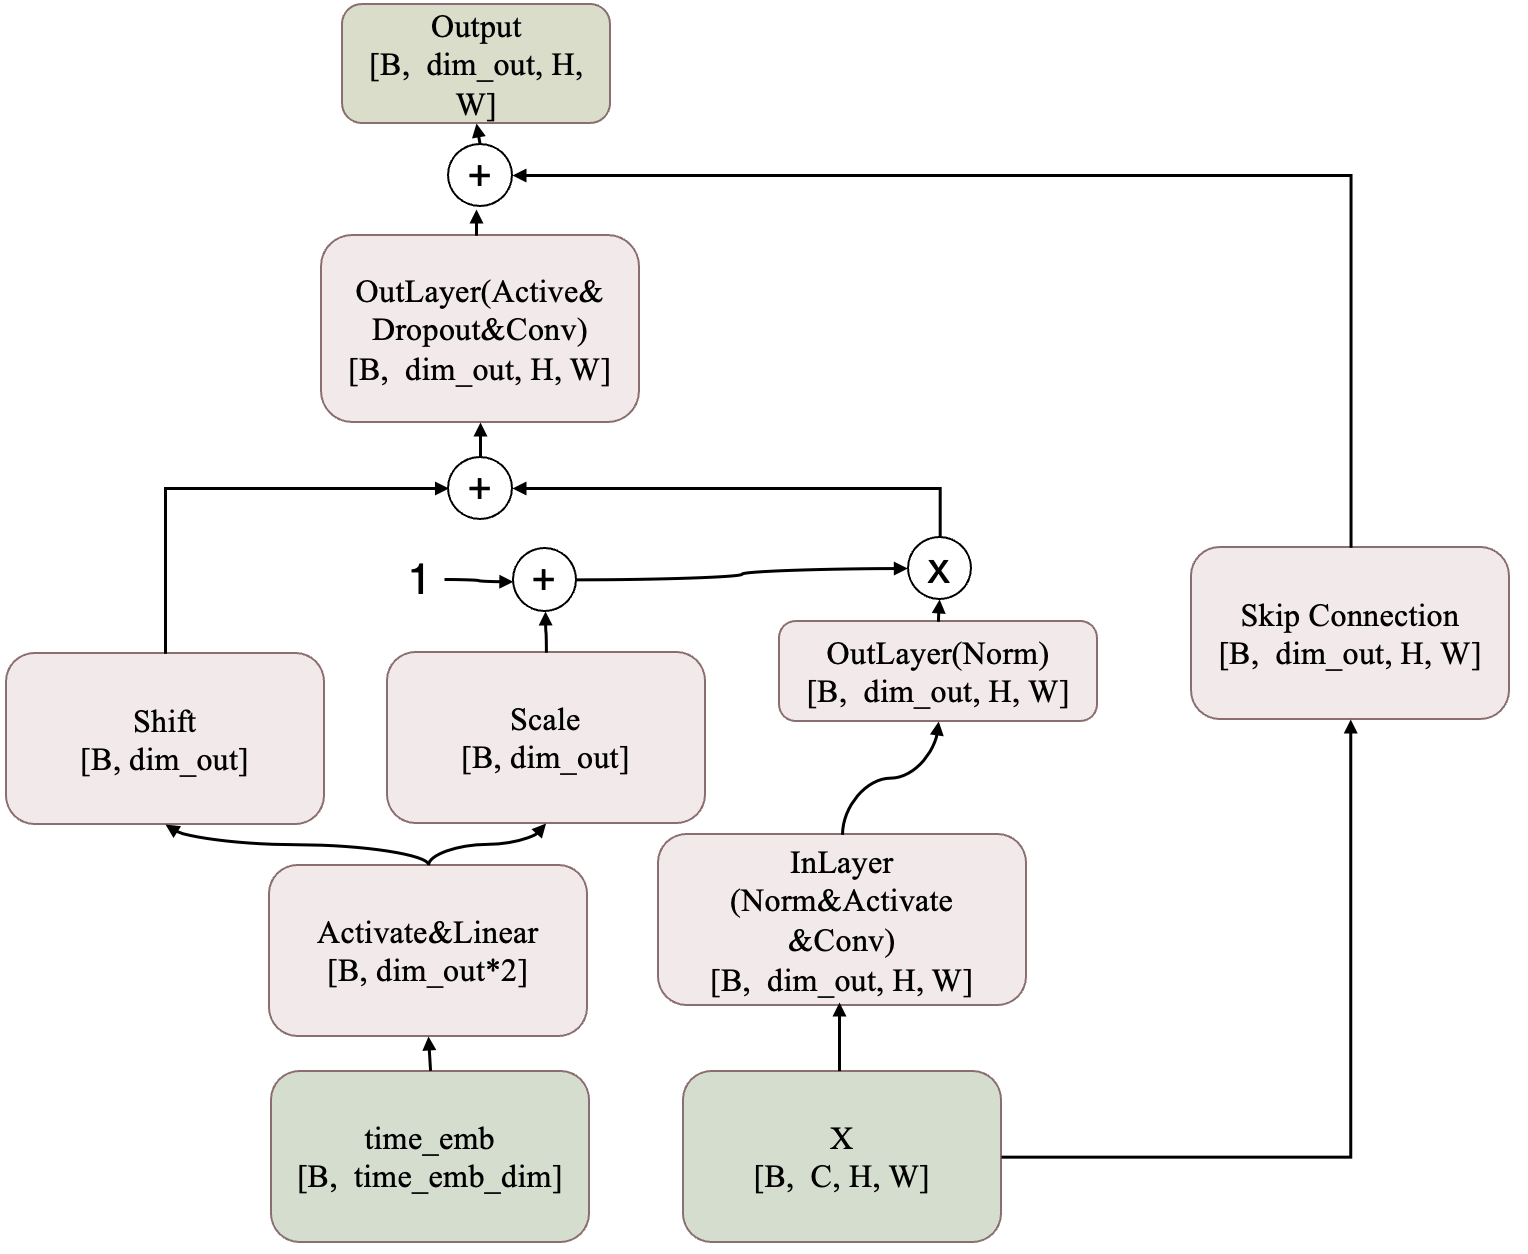 Output
[B, dim_out, H,
W]
+
OutLayer(Active&
Dropout&Conv)
[B, dim_out, H, W]
+
1
+
x
Shift
[B, dim_out]
Scale
[B, dim_out]
OutLayer(Norm)
[B, dim_out, H, W]
Skip Connection
[B, dim_out, H, W]
Activate&Linear
[B, dim_out*2]
InLayer
(Norm&Activate
&Conv)
[B, dim_out, H, W]
time_emb
[B, time_emb_dim]
X
[B, C, H, W]